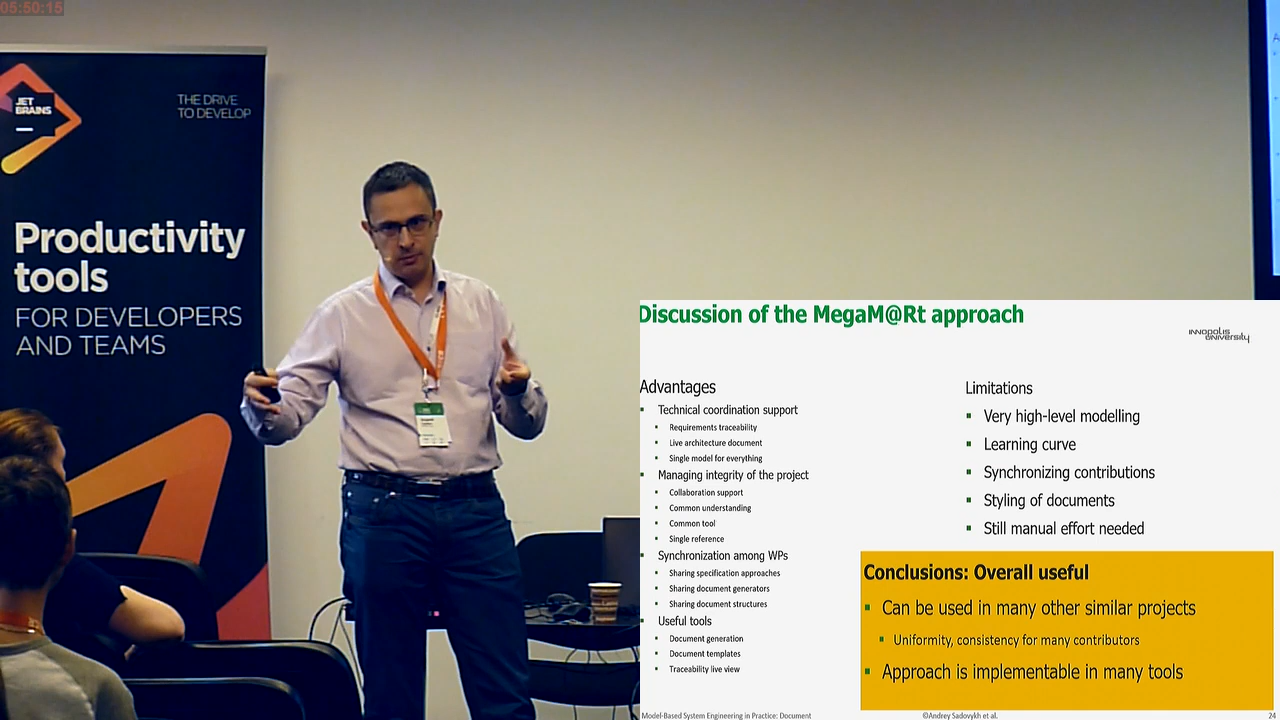 05:50:15
JET
BRAINS
THE DRIVE
TO DEVELOP
Productivity
tools
FOR DEVELOPERS
AND TEAMS
Discussion of the MegaM@Rt approach
INNOPOLIS
UNIVERSITY
Advantages
Technical coordination support
Requirements traceability
Live architecture document
Single model for everything
Managing integrity of the project
Collaboration support
Common understanding
Common tool
Single reference
Synchronization among WPs
Sharing specification approaches
Sharing document generators
Sharing document structures
Useful tools
Document generation
Document templates
Traceability live view
Limitations
Very high-level modelling
Learning curve
Synchronizing contributions
Styling of documents
Still manual effort needed
Conclusions: Overall useful
Can be used in many other similar projects
Uniformity, consistency for many contributors
Approach is implementable in many tools
Model-Based System Engineering in Practice: Document
©Andrey Sadovykh et al.
24